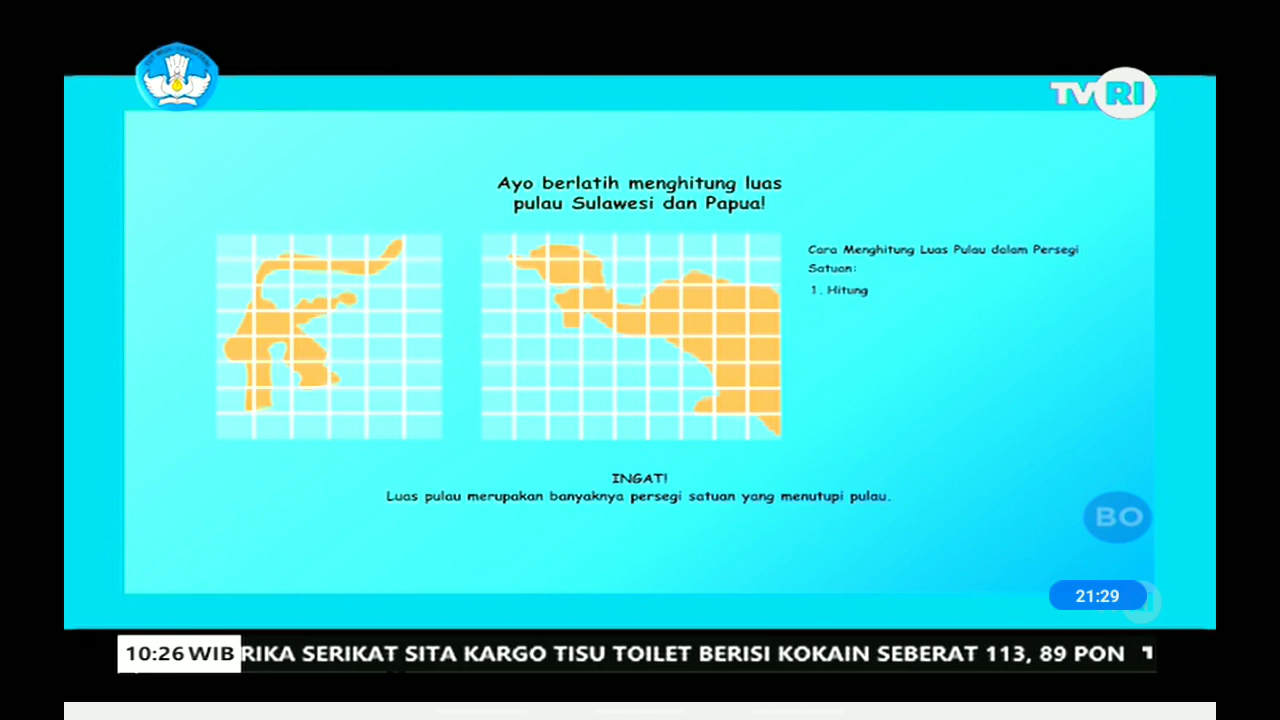 TVRI
Ayo berlatih menghitung luas
pulau Sulawesi dan Papua!
Cara Menghitung Luas Pulau dalam Persegi
Satuan:
1. Hitung
INGAT!
Luas pulau merupakan banyaknya persegi satuan yang menutupi pulau.
BO
21:29
10:26 WIB RIKA SERIKAT SITA KARGO TISU TOILET BERISI KOKAIN SEBERAT 113, 89 PON